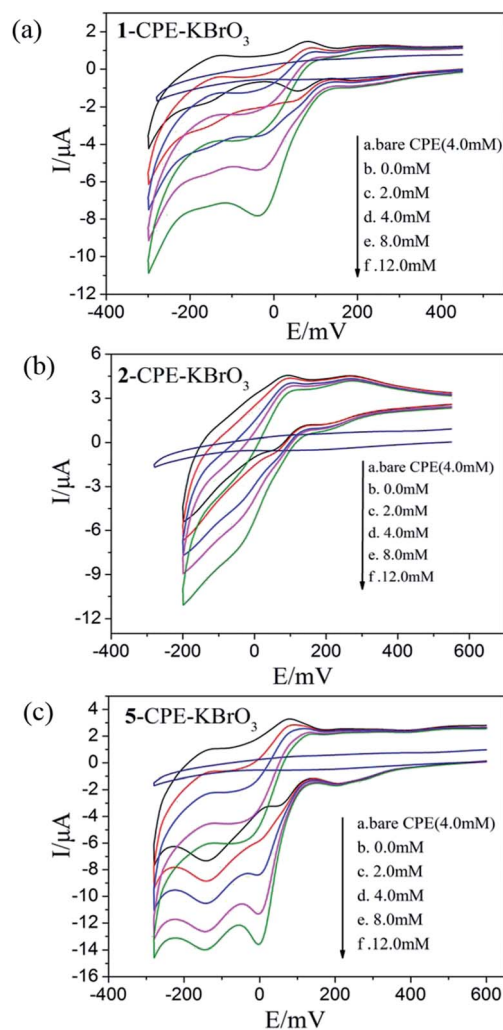 (a)
1-CPE-KBrO3
2
0
-2
-4
-6
-8
-10
-12
I/μA
a.bare CPE(4.0mM)
b. 0.0mM
c. 2.0mM
d. 4.0mM
e. 8.0mM
f .12.0mM
-400 -200 0 200 400
E/mV
(b)
2-CPE-KBrO3
6
3
0
-3
-6
-9
-12
I/μA
a.bare CPE(4.0mM)
b. 0.0mM
c. 2.0mM
d. 4.0mM
e. 8.0mM
f .12.0mM
-400 -200 0 200 400 600
E/mV
(c)
5-CPE-KBrO3
4
2
0
-2
-4
-6
-8
-10
-12
-14
-16
I/μA
a.bare CPE(4.0mM)
b. 0.0mM
c. 2.0mM
d. 4.0mM
e. 8.0mM
f .12.0mM
-400 -200 0 200 400 600
E/mV